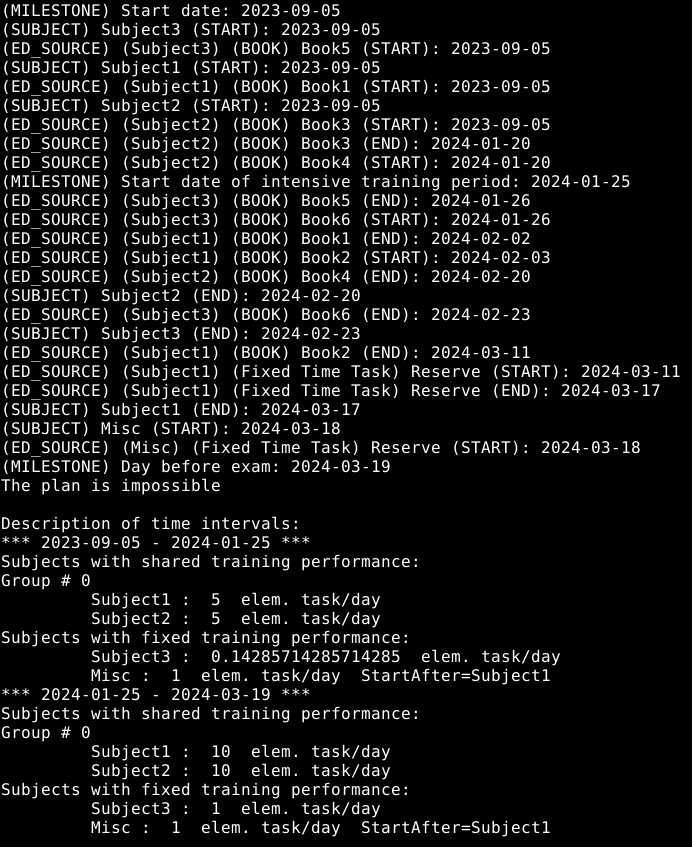 (MILESTONE) Start date: 2023-09-05
(SUBJECT) Subject3 (START): 2023-09-05
(ED_SOURCE) (Subject3) (BOOK) Book5 (START): 2023-09-05
(SUBJECT) Subject1 (START): 2023-09-05
(ED_SOURCE) (Subject1) (BOOK) Book1 (START): 2023-09-05
(SUBJECT) Subject2 (START): 2023-09-05
(ED_SOURCE) (Subject2) (BOOK) Book3 (START): 2023-09-05
(ED_SOURCE) (Subject2) (BOOK) Book3 (END): 2024-01-20
(ED_SOURCE) (Subject2) (BOOK) Book4 (START): 2024-01-20
(MILESTONE) Start date of intensive training period: 2024-01-25
(ED_SOURCE) (Subject3) (BOOK) Book5 (END): 2024-01-26
(ED_SOURCE) (Subject3) (BOOK) Book6 (START): 2024-01-26
(ED_SOURCE) (Subject1) (BOOK) Book1 (END): 2024-02-02
(ED_SOURCE) (Subject1) (BOOK) Book2 (START): 2024-02-03
(ED_SOURCE) (Subject2) (BOOK) Book4 (END): 2024-02-20
(SUBJECT) Subject2 (END): 2024-02-20
(ED_SOURCE) (Subject3) (BOOK) Book6 (END): 2024-02-23
(SUBJECT) Subject3 (END): 2024-02-23
(ED_SOURCE) (Subject1) (BOOK) Book2 (END): 2024-03-11
(ED_SOURCE) (Subject1) (Fixed Time Task) Reserve (START): 2024-03-11
(ED_SOURCE) (Subject1) (Fixed Time Task) Reserve (END): 2024-03-17
(SUBJECT) Subject1 (END): 2024-03-17
(SUBJECT) Misc (START): 2024-03-18
(ED_SOURCE) (Misc) (Fixed Time Task) Reserve (START): 2024-03-18
(MILESTONE) Day before exam: 2024-03-19
The plan is impossible

Description of time intervals:
*** 2023-09-05 - 2024-01-25 ***
Subjects with shared training performance:
Group # 0
         Subject1 :  5  elem. task/day
         Subject2 :  5  elem. task/day
Subjects with fixed training performance:
         Subject3 :  0.14285714285714285  elem. task/day
         Misc :  1  elem. task/day  StartAfter=Subject1
*** 2024-01-25 - 2024-03-19 ***
Subjects with shared training performance:
Group # 0
         Subject1 :  10  elem. task/day
         Subject2 :  10  elem. task/day
Subjects with fixed training performance:
         Subject3 :  1  elem. task/day
         Misc :  1  elem. task/day  StartAfter=Subject1